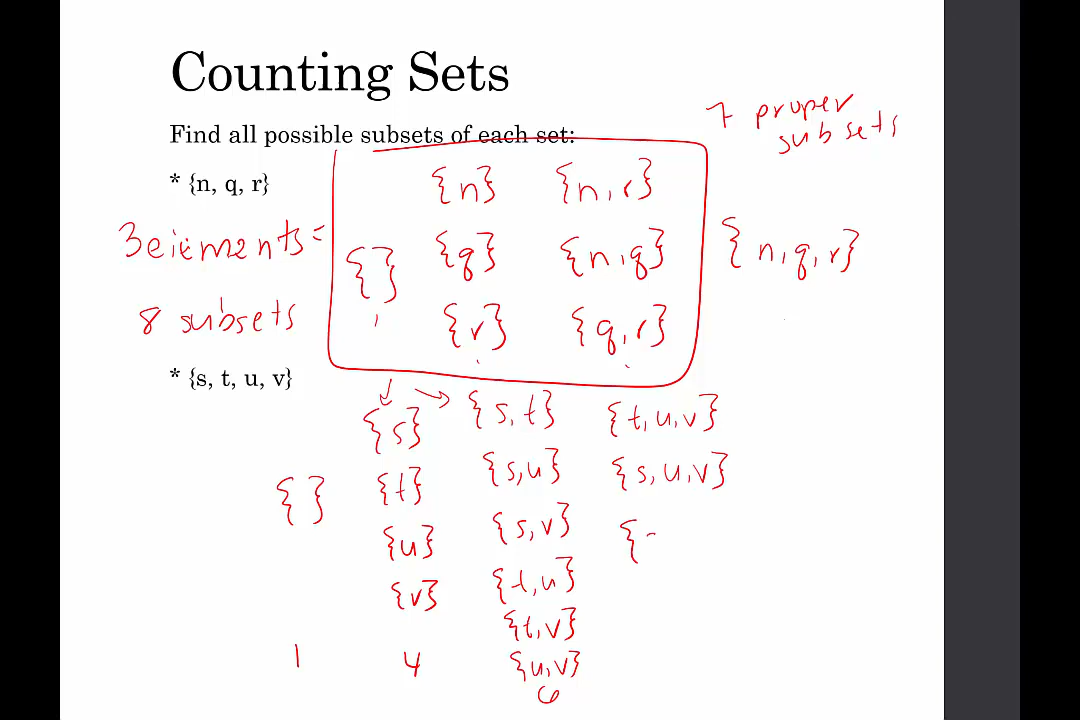 Counting Sets
Find all possible subsets of each set:
7 proper
subsets
* {n, q, r}
3 elements =
8 subsets
{ }
1
{n}
{q}
{r}
{n, r}
{n, q}
{q, r}
{n, q, r}
* {s, t, u, v}
{ }
1
{s}
{t}
{u}
{v}
4
{s, t}
{s, u}
{s, v}
{t, u}
{t, v}
{u, v}
6
{t, u, v}
{s, u, v}
{